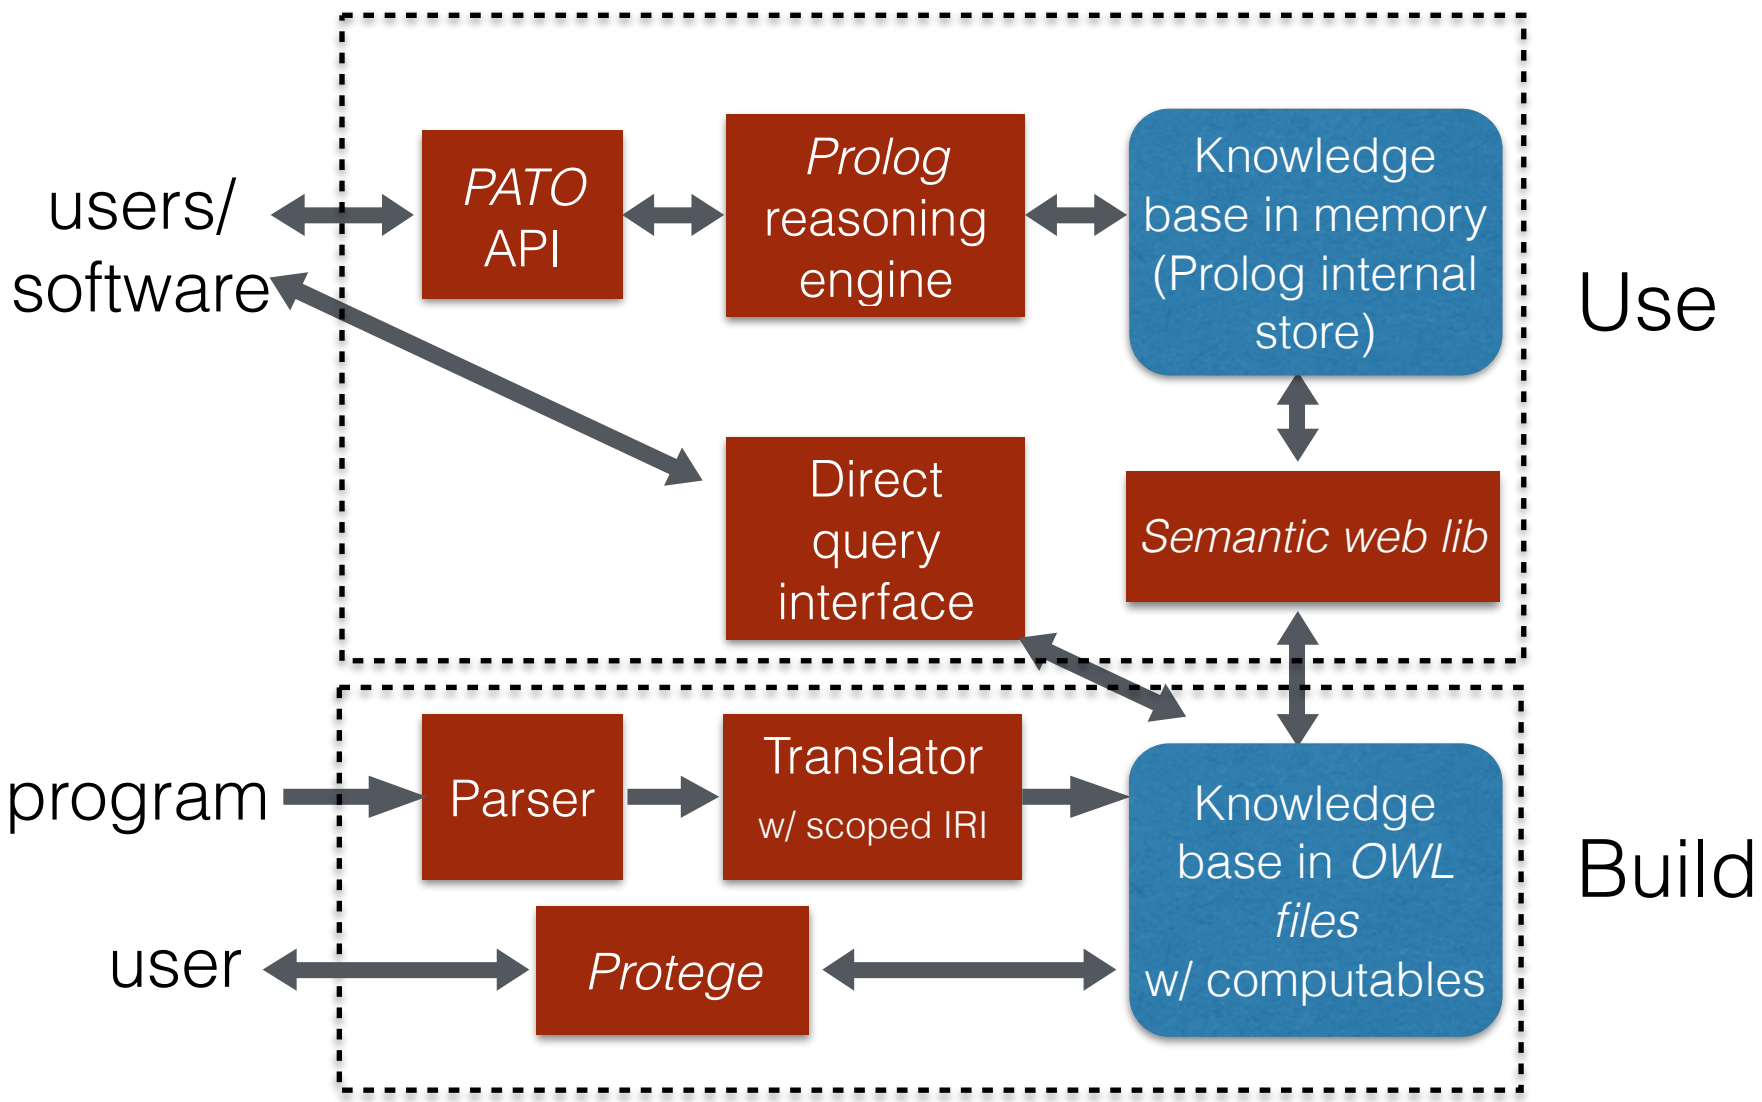 users/
software
PATO
API
Prolog
reasoning
engine
Knowledge
base in memory
(Prolog internal
store)
Use
Direct
query
interface
Semantic web lib
program
Parser
Translator
w/ scoped IRI
Knowledge
base in OWL
files
w/ computables
Build
user
Protege